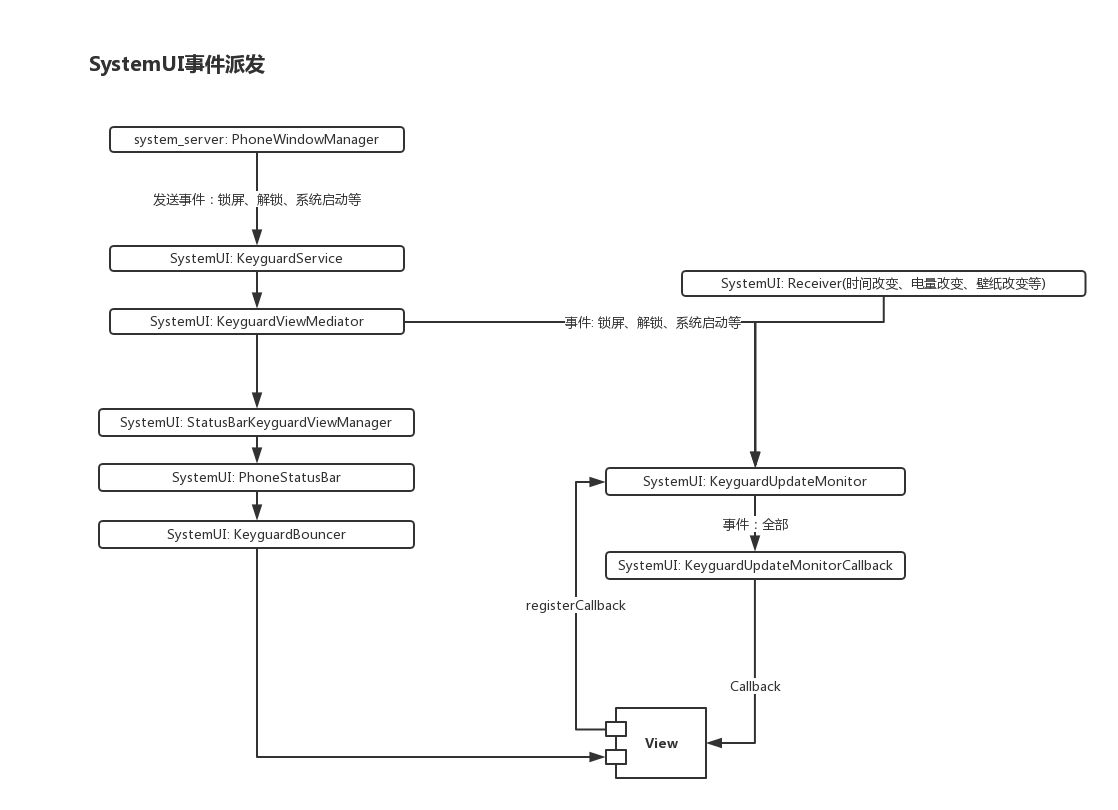 SystemUI事件派发
system_server: PhoneWindowManager
发送事件：锁屏、解锁、系统启动等
SystemUI: KeyguardService
SystemUI: Receiver(时间改变、电量改变、壁纸改变等)
SystemUI: KeyguardViewMediator
事件: 锁屏、解锁、系统启动等
SystemUI: StatusBarKeyguardViewManager
SystemUI: PhoneStatusBar
SystemUI: KeyguardUpdateMonitor
事件：全部
SystemUI: KeyguardBouncer
SystemUI: KeyguardUpdateMonitorCallback
registerCallback
Callback
View